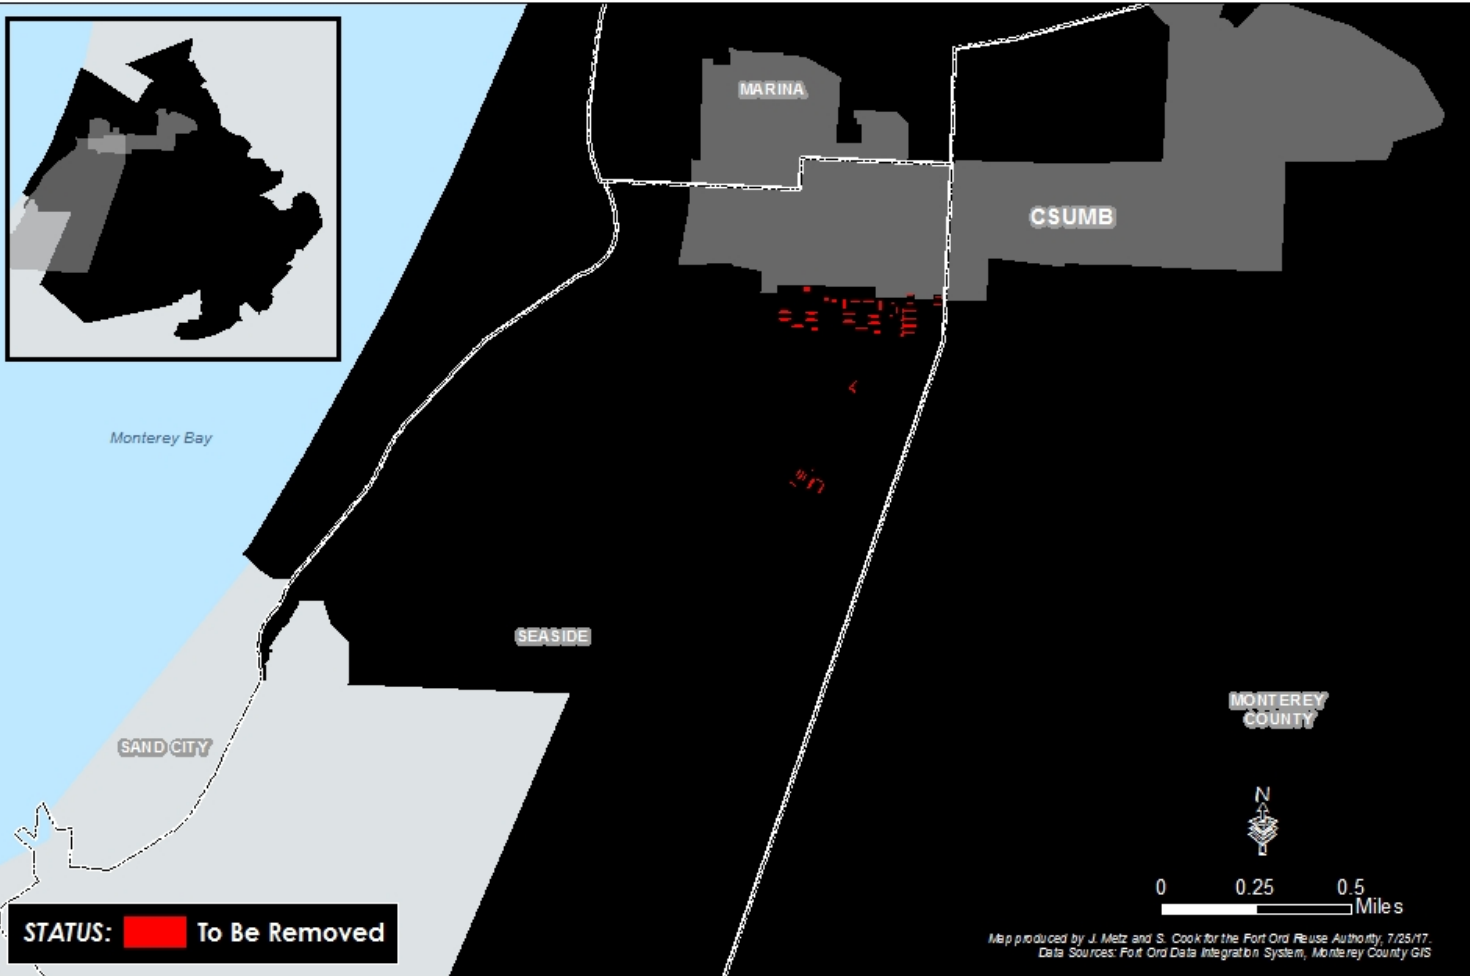 MARINA
CSUMB
Monterey Bay
SEASIDE
MONTEREY
COUNTY
SAND CITY
N
0 0.25 0.5
Miles
STATUS: To Be Removed
Map produced by J. Metz and S. Cook for the Fort Ord Reuse Authority, 7/25/17.
Data Sources: Fort Ord Data Integration System, Monterey County GIS